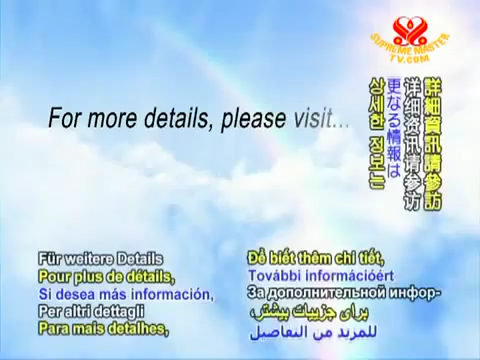 SUPREME MASTER
TV.COM
For more details, please visit...
詳細資訊請參訪
详细资讯请参访
更なる情報は
상세한 정보는
Für weitere Details
Pour plus de détails,
Si desea más información,
Per altri dettagli
Para mais detalhes,
Để biết thêm chi tiết,
További információért
За дополнительной инфор-
برای جزییات بیشتر،
للمزيد من التفاصيل